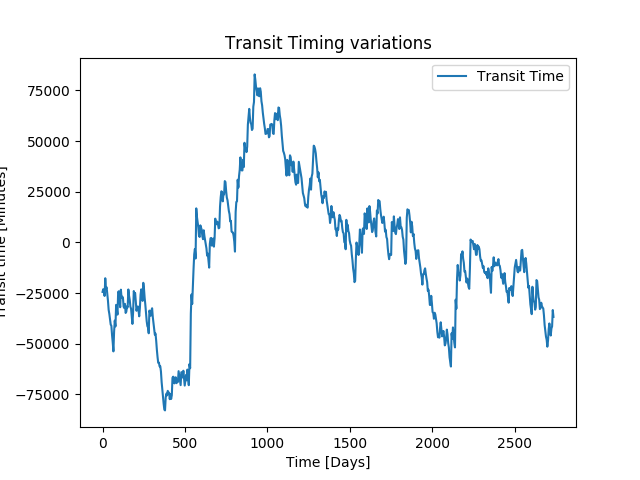 Transit Timing variations
Transit Time
75000
50000
25000
0
−25000
−50000
−75000
Transit time [Minutes]
0 500 1000 1500 2000 2500
Time [Days]